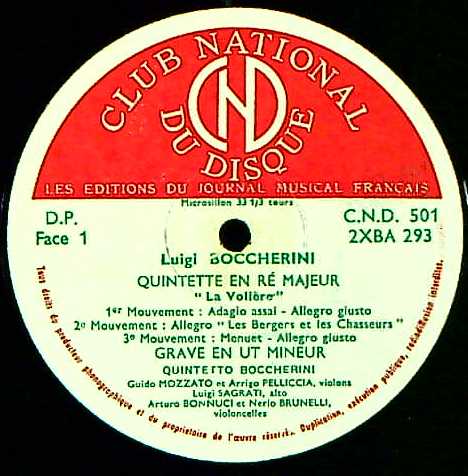 CLUB NATIONAL
DU DISQUE
CND
LES EDITIONS DU JOURNAL MUSICAL FRANÇAIS
Microsillon 33 1/3 tours
D.P.
Face 1
C.N.D. 501
2XBA 293
Luigi BOCCHERINI
QUINTETTE EN RÉ MAJEUR
"La Volière"
1er Mouvement : Adagio assai - Allegro giusto
2e Mouvement : Allegro "Les Bergers et les Chasseurs"
3e Mouvement : Menuet - Allegro giusto
GRAVE EN UT MINEUR
QUINTETTO BOCCHERINI
Guido MOZZATO et Arrigo PELLICCIA, violons
Luigi SAGRATI, alto
Arturo BONNUCI et Nerio BRUNELLI,
violoncelles
Tous droits du producteur phonographique et du propriétaire de l'œuvre réservés. Duplication, exécution publique, radiodiffusion interdites.